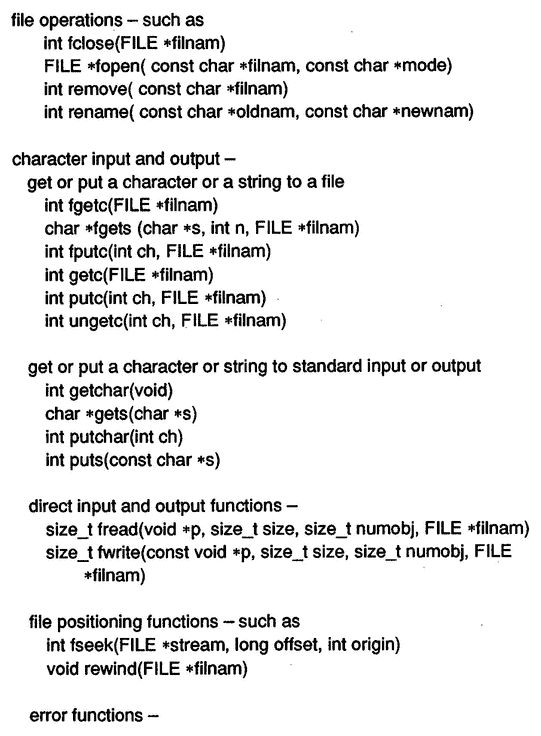 file operations – such as
int fclose(FILE *filnam)
FILE *fopen( const char *filnam, const char *mode)
int remove( const char *filnam)
int rename( const char *oldnam, const char *newnam)
character input and output –
get or put a character or a string to a file
int fgetc(FILE *filnam)
char *fgets (char *s, int n, FILE *filnam)
int fputc(int ch, FILE *filnam)
int getc(FILE *filnam)
int putc(int ch, FILE *filnam)
int ungetc(int ch, FILE *filnam)
get or put a character or string to standard input or output
int getchar(void)
char *gets(char *s)
int putchar(int ch)
int puts(const char *s)
direct input and output functions –
size_t fread(void *p, size_t size, size_t numobj, FILE *filnam)
size_t fwrite(const void *p, size_t size, size_t numobj, FILE
*filnam)
file positioning functions – such as
int fseek(FILE *stream, long offset, int origin)
void rewind(FILE *filnam)
error functions –